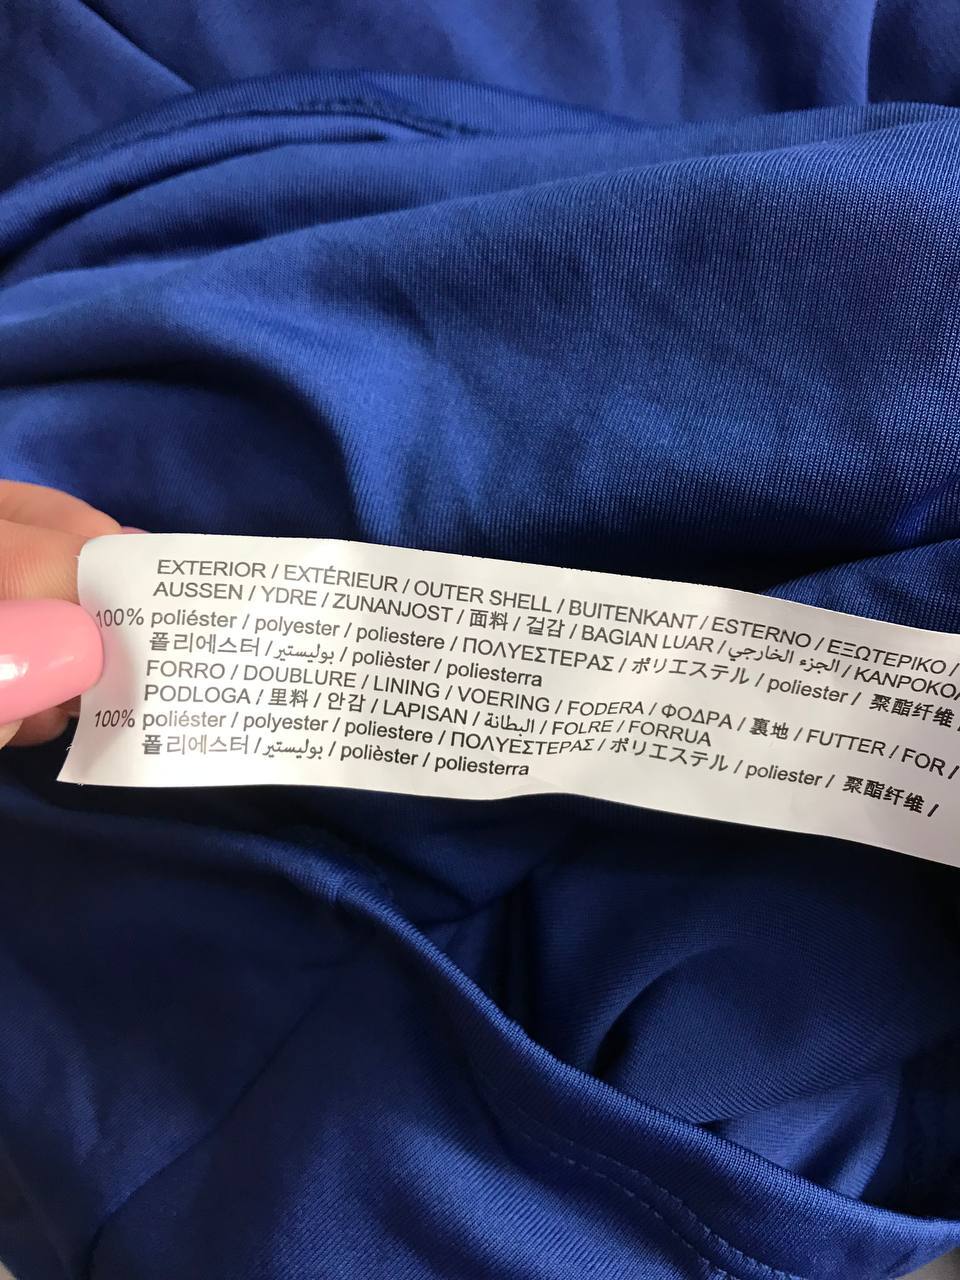 EXTERIOR / EXTÉRIEUR / OUTER SHELL / BUITENKANT / ESTERNO / ΕΞΩΤΕΡΙΚΟ /
AUSSEN / YDRE / ZUNANJOST / 面料 / 겉감 / BAGIAN LUAR / الجزء الخارجي / KANPOKOA
100% poliéster / polyester / poliestere / ΠΟΛΥΕΣΤΕΡΑΣ / ポリエステル / poliester / 聚酯纤维 /
폴리에스터 / بوليستير / polièster / poliesterra
FORRO / DOUBLURE / LINING / VOERING / FODERA / ΦΟΔΡΑ / 裏地 / FUTTER / FOR /
PODLOGA / 里料 / 안감 / LAPISAN / البطانة / FOLRE / FORRUA
100% poliéster / polyester / poliestere / ΠΟΛΥΕΣΤΕΡΑΣ / ポリエステル / poliester / 聚酯纤维 /
폴리에스터 / بوليستير / polièster / poliesterra